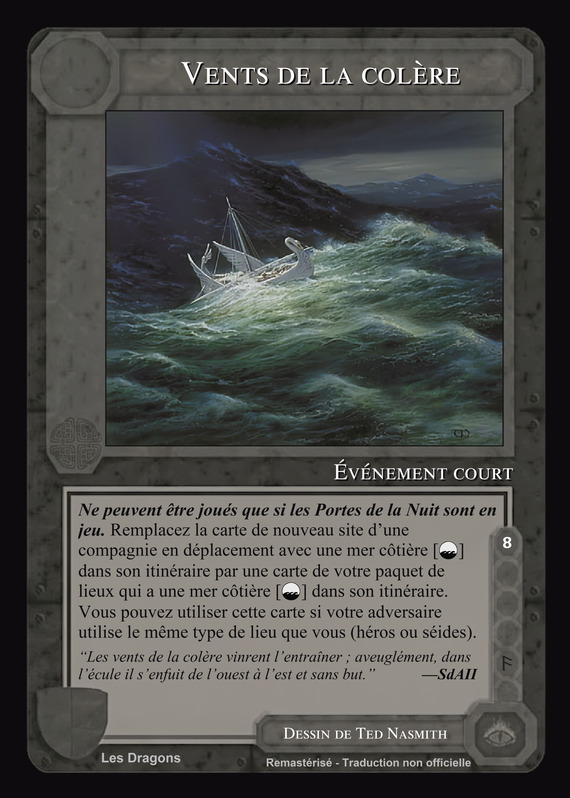 Vents de la colère
Événement court
Ne peuvent être joués que si les Portes de la Nuit sont en
jeu. Remplacez la carte de nouveau site d'une
compagnie en déplacement avec une mer côtière [ ]
dans son itinéraire par une carte de votre paquet de
lieux qui a une mer côtière [ ] dans son itinéraire.
Vous pouvez utiliser cette carte si votre adversaire
utilise le même type de lieu que vous (héros ou séides).
8
“Les vents de la colère vinrent l'entraîner ; aveuglément, dans
l'écule il s'enfuit de l'ouest à l'est et sans but.” —SdAII
Dessin de Ted Nasmith
Les Dragons
Remastérisé - Traduction non officielle